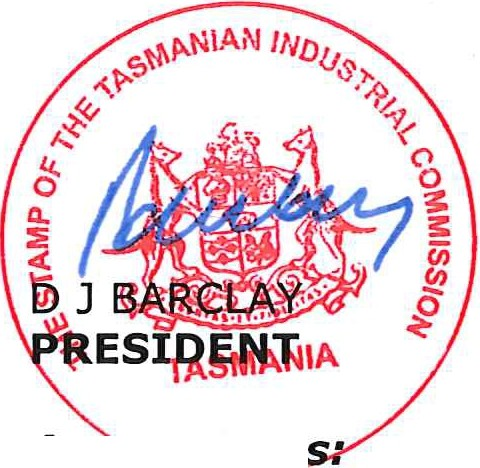 THE STAMP OF THE TASMANIAN INDUSTRIAL COMMISSION
D J BARCLAY
PRESIDENT
TASMANIA
s: